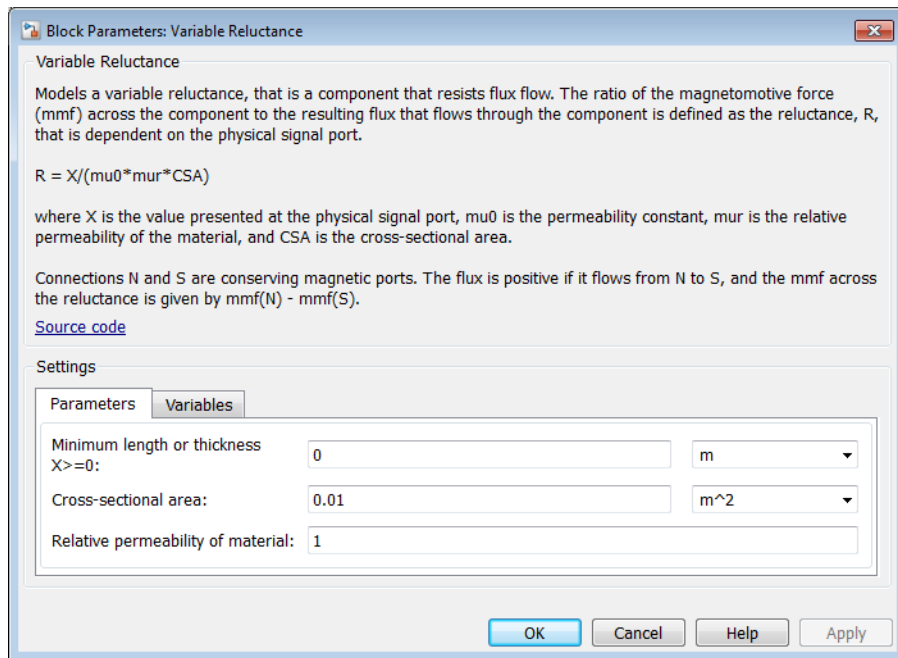 Block Parameters: Variable Reluctance
Variable Reluctance
Models a variable reluctance, that is a component that resists flux flow. The ratio of the magnetomotive force
(mmf) across the component to the resulting flux that flows through the component is defined as the reluctance, R,
that is dependent on the physical signal port.
R = X/(mu0*mur*CSA)
where X is the value presented at the physical signal port, mu0 is the permeability constant, mur is the relative
permeability of the material, and CSA is the cross-sectional area.
Connections N and S are conserving magnetic ports. The flux is positive if it flows from N to S, and the mmf across
the reluctance is given by mmf(N) - mmf(S).
Source code
Settings
Parameters Variables
Minimum length or thickness
X>=0: 0 m
Cross-sectional area: 0.01 m^2
Relative permeability of material: 1
OK Cancel Help Apply